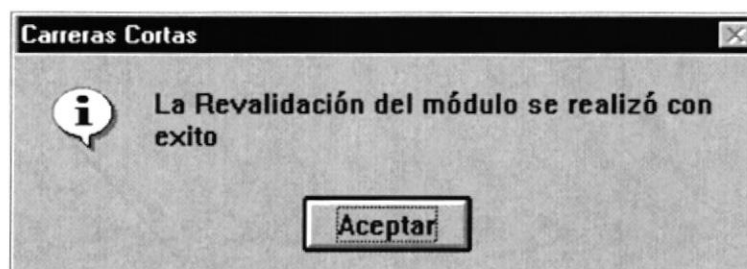 Carreras Cortas
La Revalidación del módulo se realizó con
exito
Aceptar